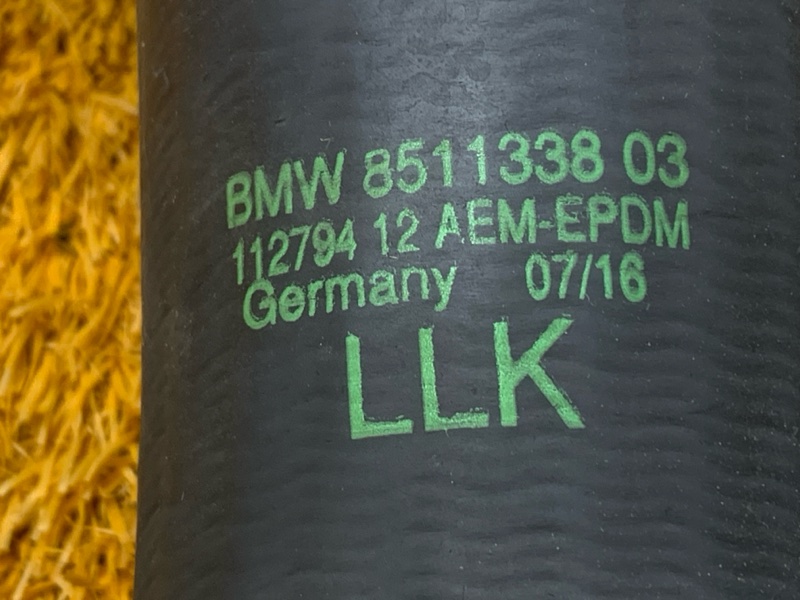 BMW 8511338 03
112794 12 AEM-EPDM
Germany 07/16
LLK